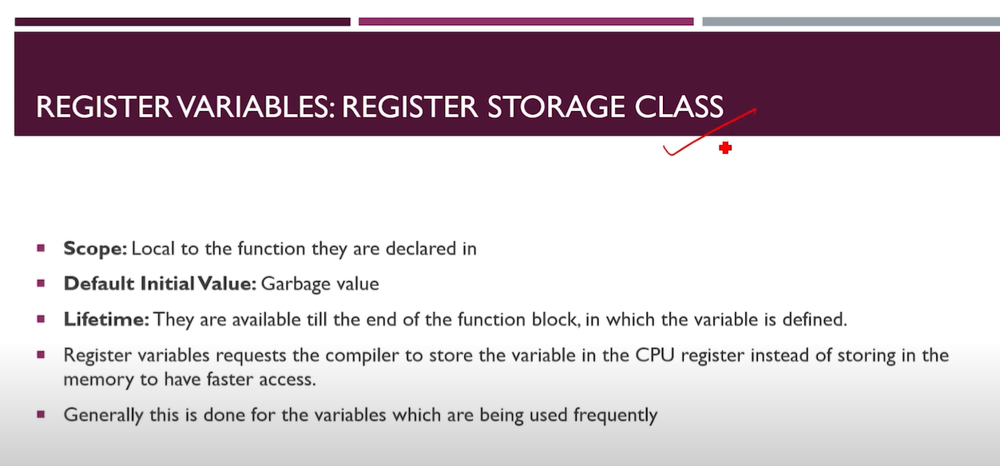 REGISTER VARIABLES: REGISTER STORAGE CLASS
Scope: Local to the function they are declared in
Default Initial Value: Garbage value
Lifetime: They are available till the end of the function block, in which the variable is defined.
Register variables requests the compiler to store the variable in the CPU register instead of storing in the
memory to have faster access.
Generally this is done for the variables which are being used frequently